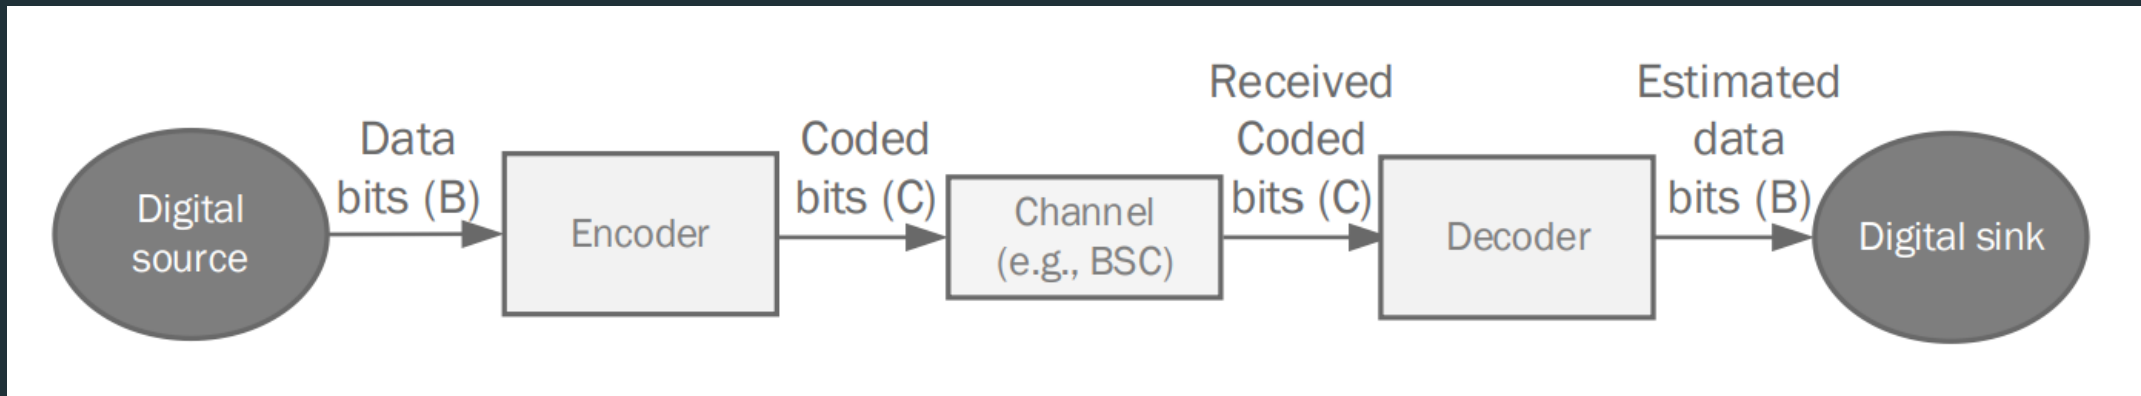 Digital
source
Data
bits (B)
Encoder
Coded
bits (C)
Channel
(e.g., BSC)
Received
Coded
bits (C)
Decoder
Estimated
data
bits (B)
Digital sink